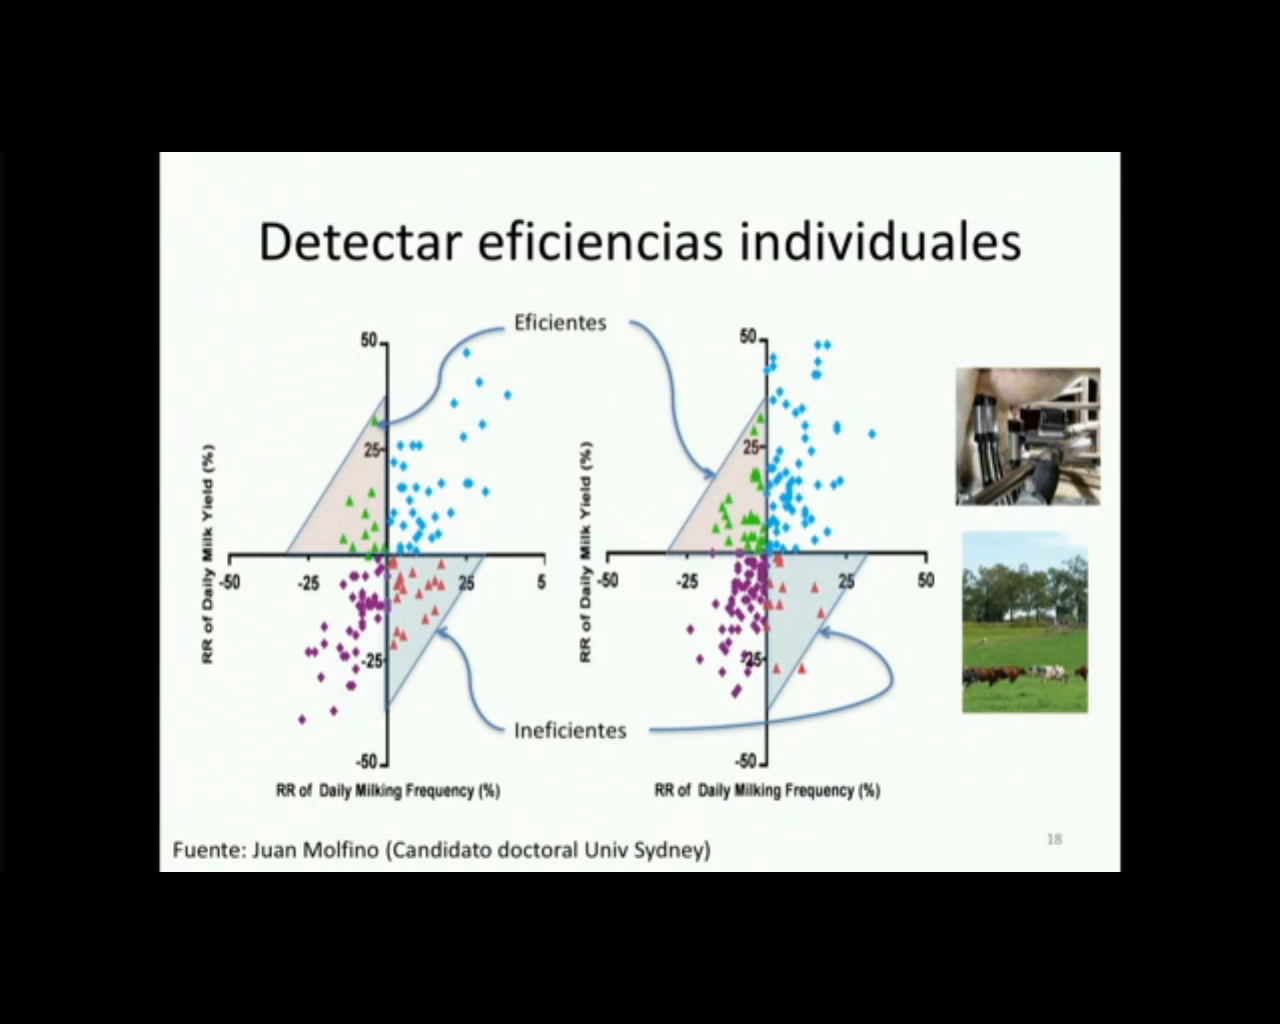 Detectar eficiencias individuales
Eficientes
50
25
-50
-25
25
5
-25
-50
RR of Daily Milk Yield (%)
RR of Daily Milking Frequency (%)
50
25
-50
-25
25
50
-25
-50
RR of Daily Milk Yield (%)
RR of Daily Milking Frequency (%)
Ineficientes
Fuente: Juan Molfino (Candidato doctoral Univ Sydney)
18